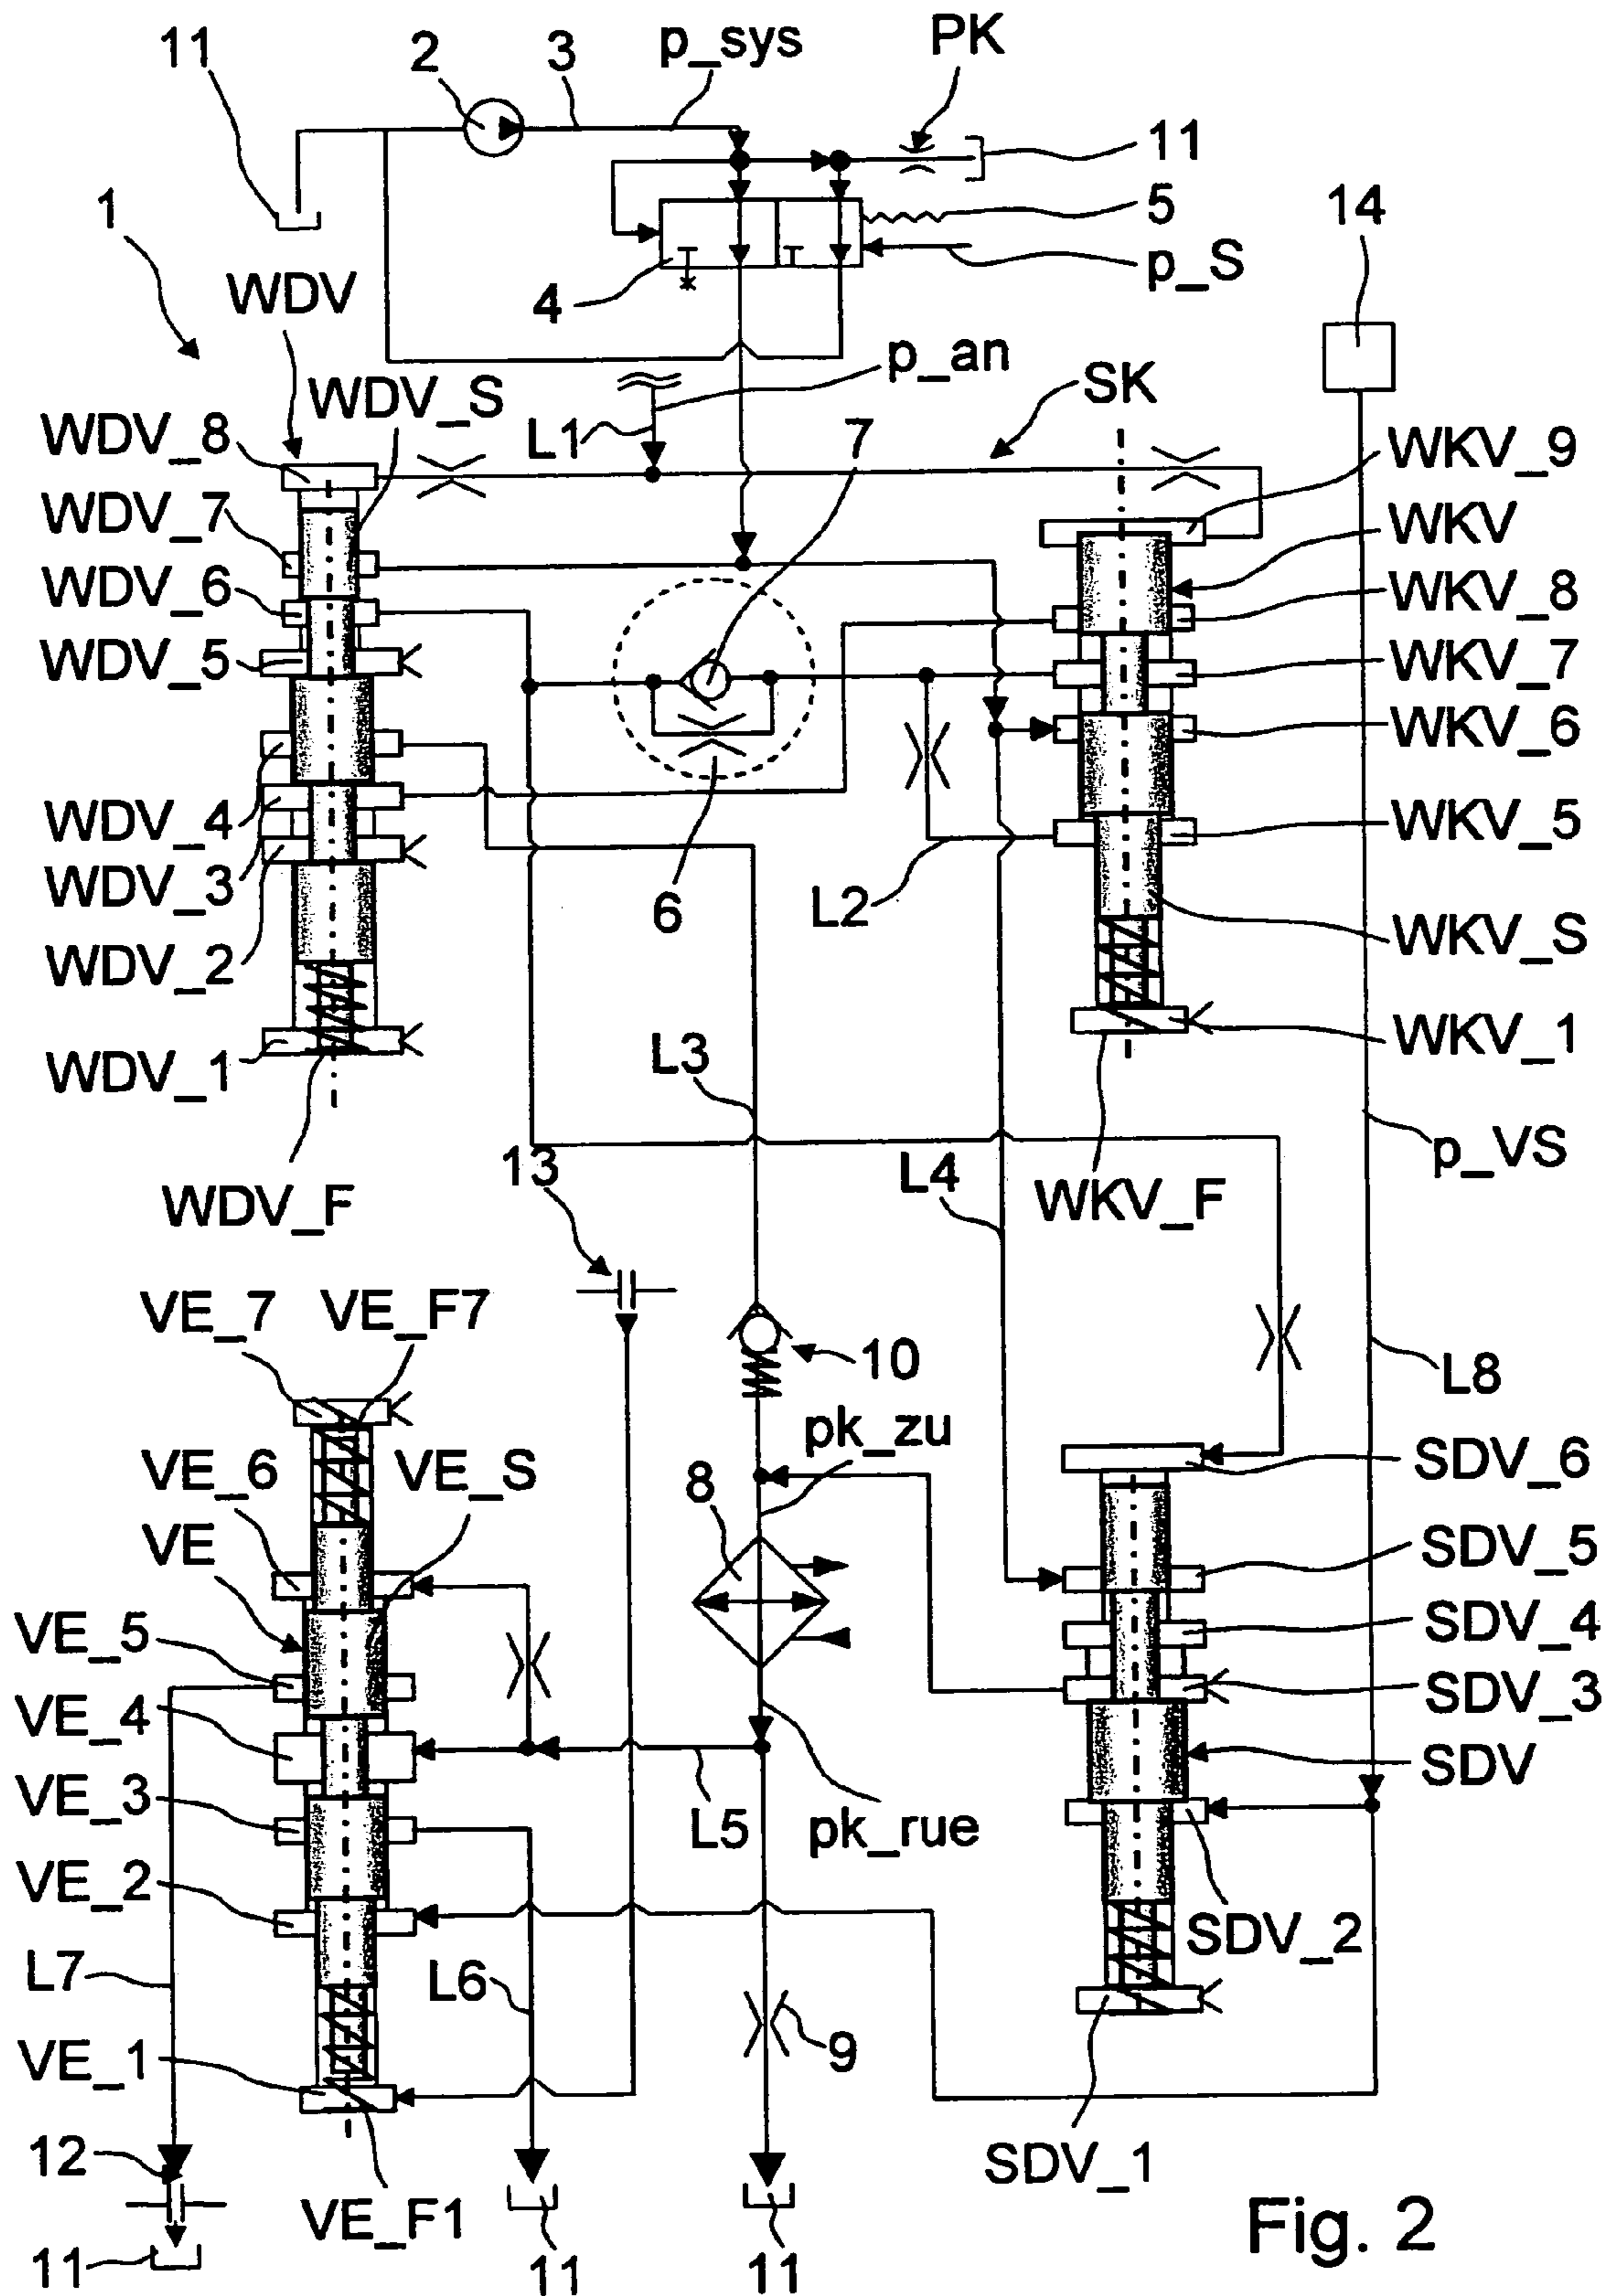 11 2 3 p_sys PK
11
1 5 14
4 p_S
WDV
p_an
WDV_S SK
WDV_8 L1 7 WKV_9
WDV_7 WKV
WDV_6 WKV_8
WDV_5 WKV_7
WKV_6
WDV_4 WKV_5
WDV_3 6 L2
WDV_2 WKV_S
WDV_1 L3 WKV_1
WDV_F 13 L4 WKV_F p_VS
VE_7 VE_F7 10 L8
pk_zu
VE_6 VE_S 8 SDV_6
VE SDV_5
VE_5 SDV_4
VE_4 SDV_3
VE_3 L5 pk_rue SDV
VE_2 SDV_2
L7 L6
VE_1 9
12 SDV_1
VE_F1
11 11 11
Fig. 2